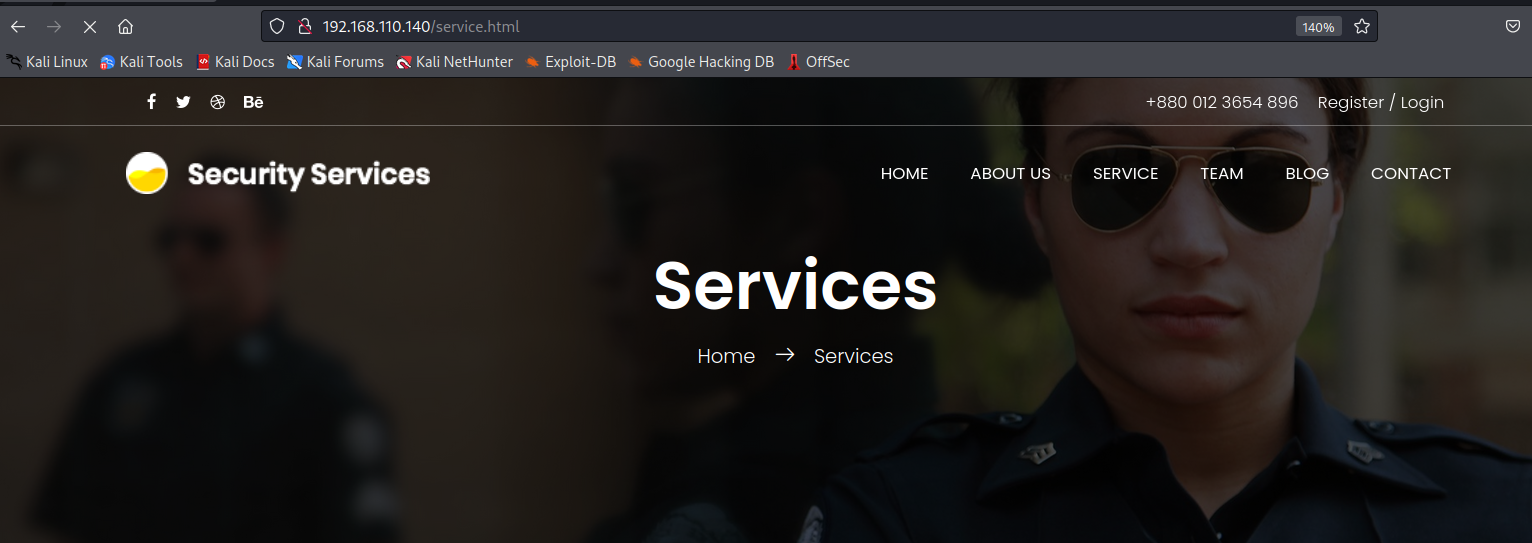 192.168.110.140/service.html 140%
Kali Linux Kali Tools Kali Docs Kali Forums Kali NetHunter Exploit-DB Google Hacking DB OffSec
Bē +880 012 3654 896 Register / Login
Security Services HOME ABOUT US SERVICE TEAM BLOG CONTACT
Services
Home → Services